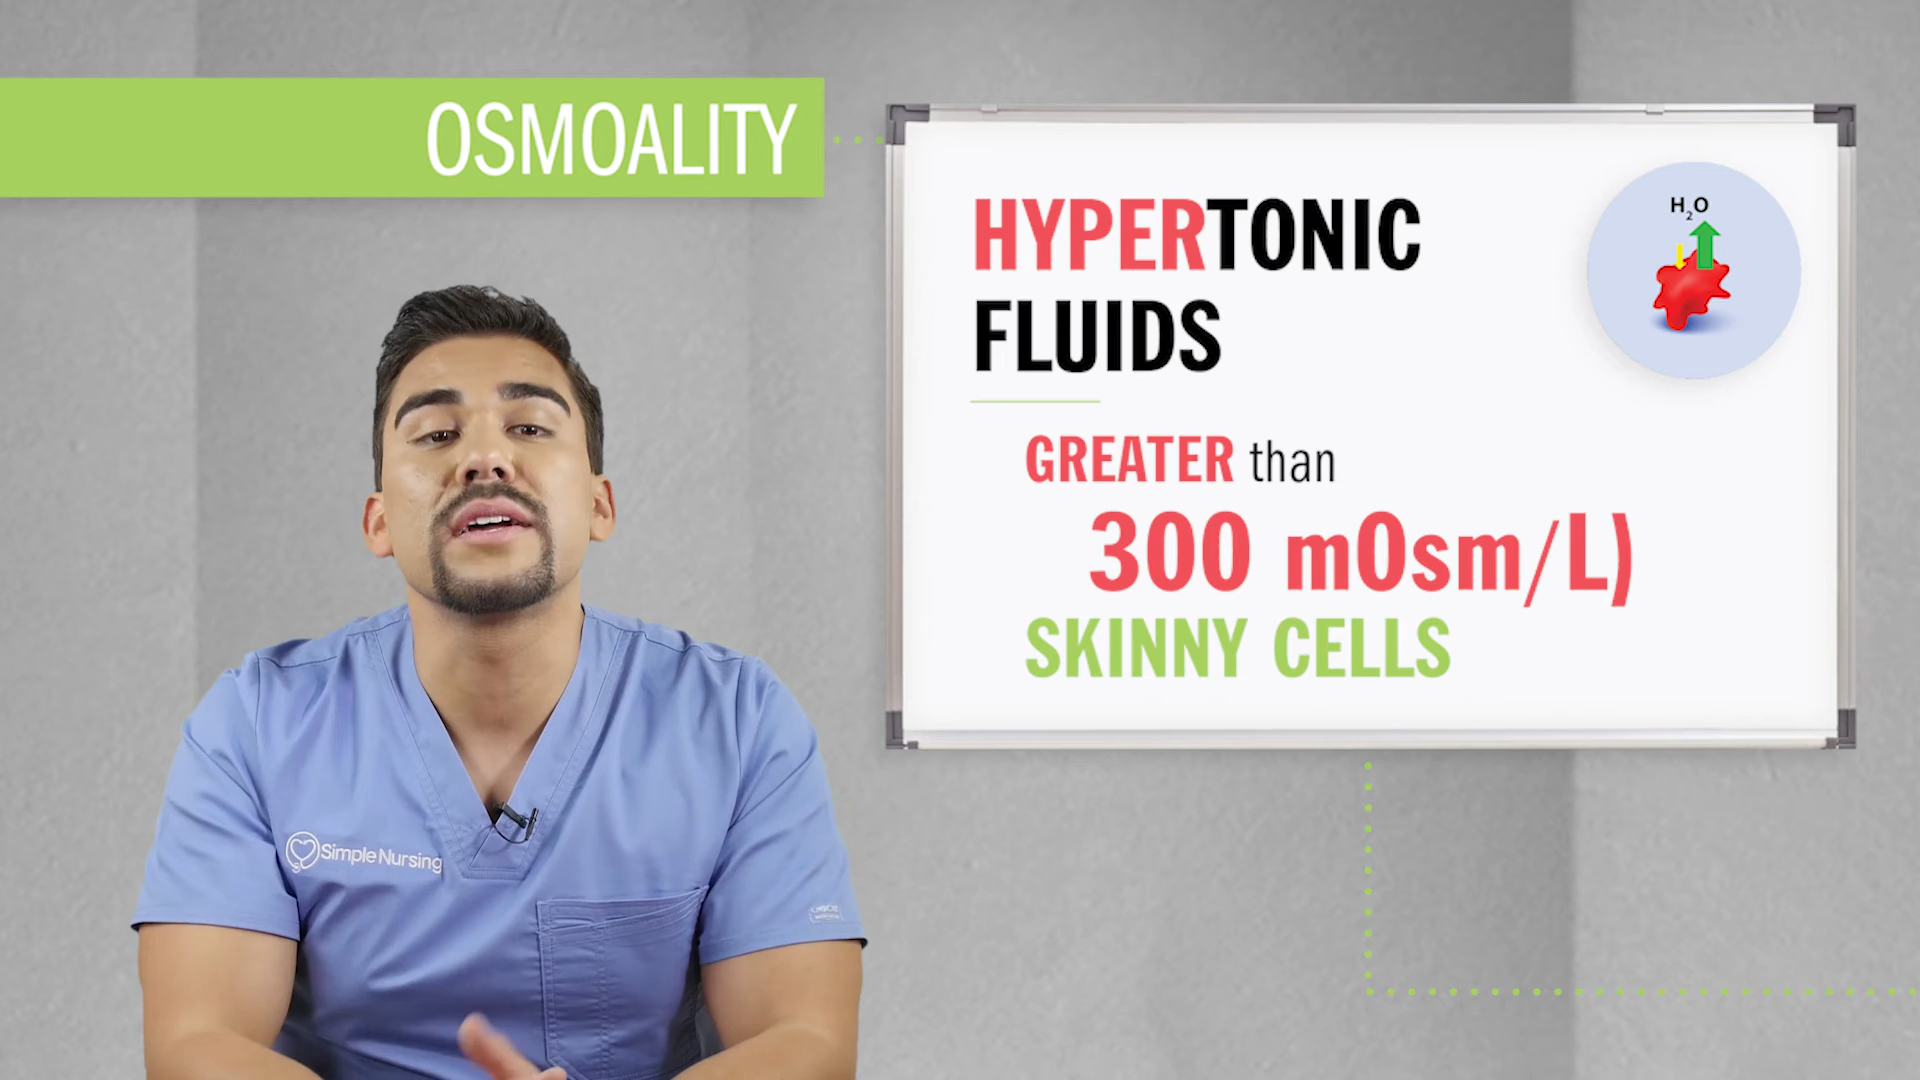 OSMOALITY
HYPERTONIC
FLUIDS
H₂O
GREATER than
300 mOsm/L)
SKINNY CELLS
Simple Nursing